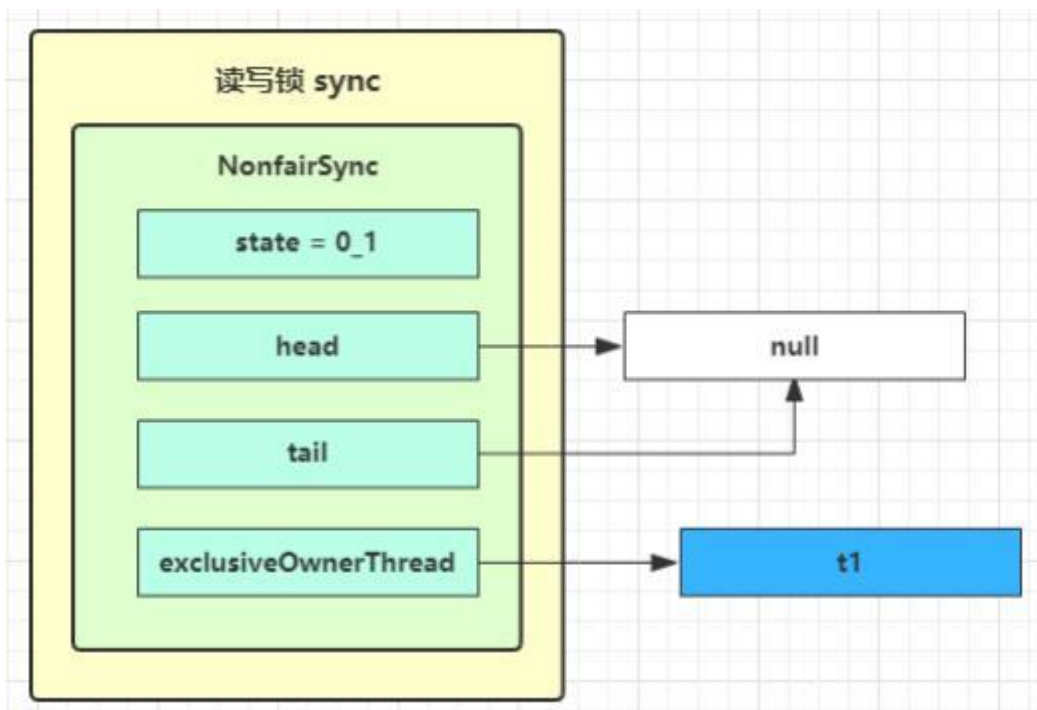 读写锁 sync
NonfairSync
state = 0_1
head
null
tail
exclusiveOwnerThread
t1